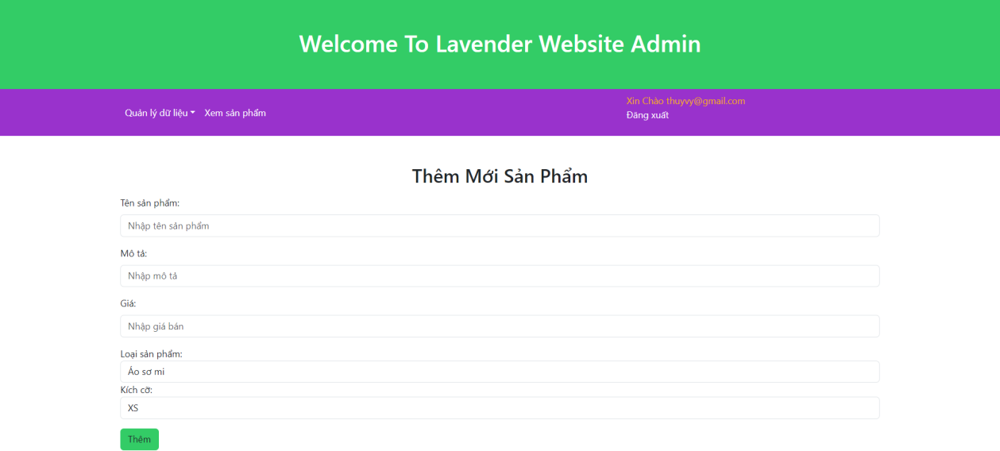 Welcome To Lavender Website Admin
Quản lý dữ liệu Xem sản phẩm
Xin Chào thuyvy@gmail.com
Đăng xuất
Thêm Mới Sản Phẩm
Tên sản phẩm:
Nhập tên sản phẩm
Mô tả:
Nhập mô tả
Giá:
Nhập giá bán
Loại sản phẩm:
Áo sơ mi
Kích cỡ:
XS
Thêm